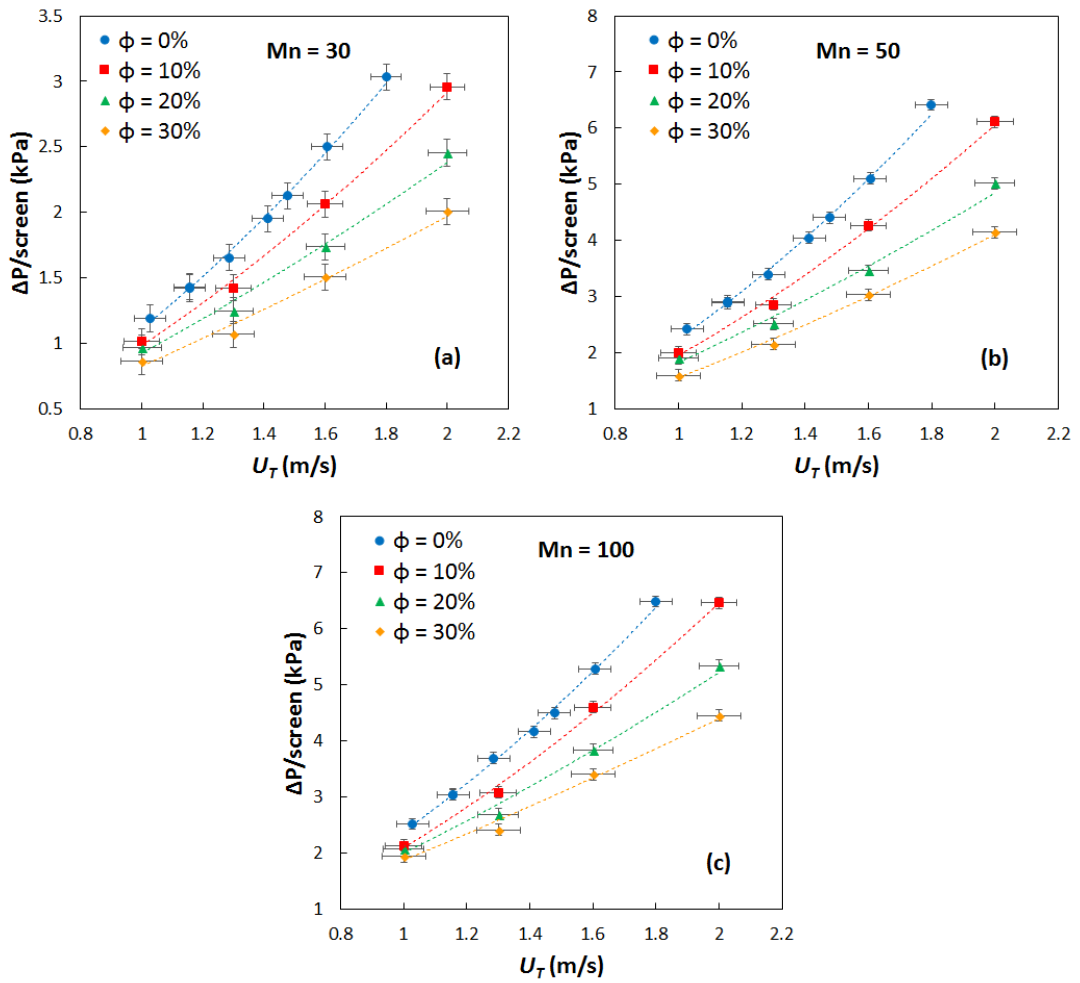 3.5
3
2.5
2
1.5
1
0.5
ΔP/screen (kPa)
ϕ = 0%
ϕ = 10%
ϕ = 20%
ϕ = 30%
Mn = 30
(a)
0.8 1 1.2 1.4 1.6 1.8 2 2.2
U_T (m/s)
8
7
6
5
4
3
2
1
ΔP/screen (kPa)
ϕ = 0%
ϕ = 10%
ϕ = 20%
ϕ = 30%
Mn = 50
(b)
0.8 1 1.2 1.4 1.6 1.8 2 2.2
U_T (m/s)
8
7
6
5
4
3
2
1
ΔP/screen (kPa)
ϕ = 0%
ϕ = 10%
ϕ = 20%
ϕ = 30%
Mn = 100
(c)
0.8 1 1.2 1.4 1.6 1.8 2 2.2
U_T (m/s)